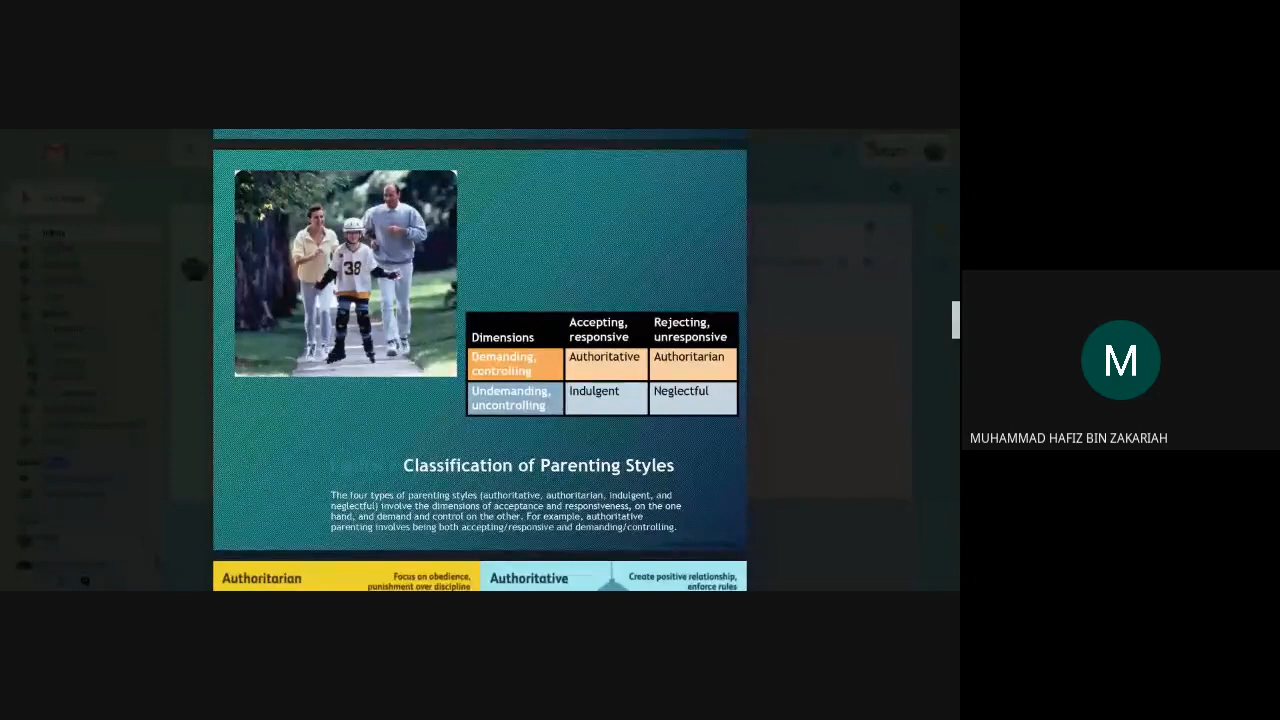 38
Dimensions
Accepting,
responsive
Rejecting,
unresponsive
Demanding,
controlling
Authoritative
Authoritarian
Undemanding,
uncontrolling
Indulgent
Neglectful
Classification of Parenting Styles
The four types of parenting styles (authoritative, authoritarian, indulgent, and
neglectful) involve the dimensions of acceptance and responsiveness, on the one
hand, and demand and control on the other. For example, authoritative
parenting involves being both accepting/responsive and demanding/controlling.
Authoritarian
Focus on obedience,
punishment over discipline
Authoritative
Create positive relationship,
enforce rules
M
MUHAMMAD HAFIZ BIN ZAKARIAH